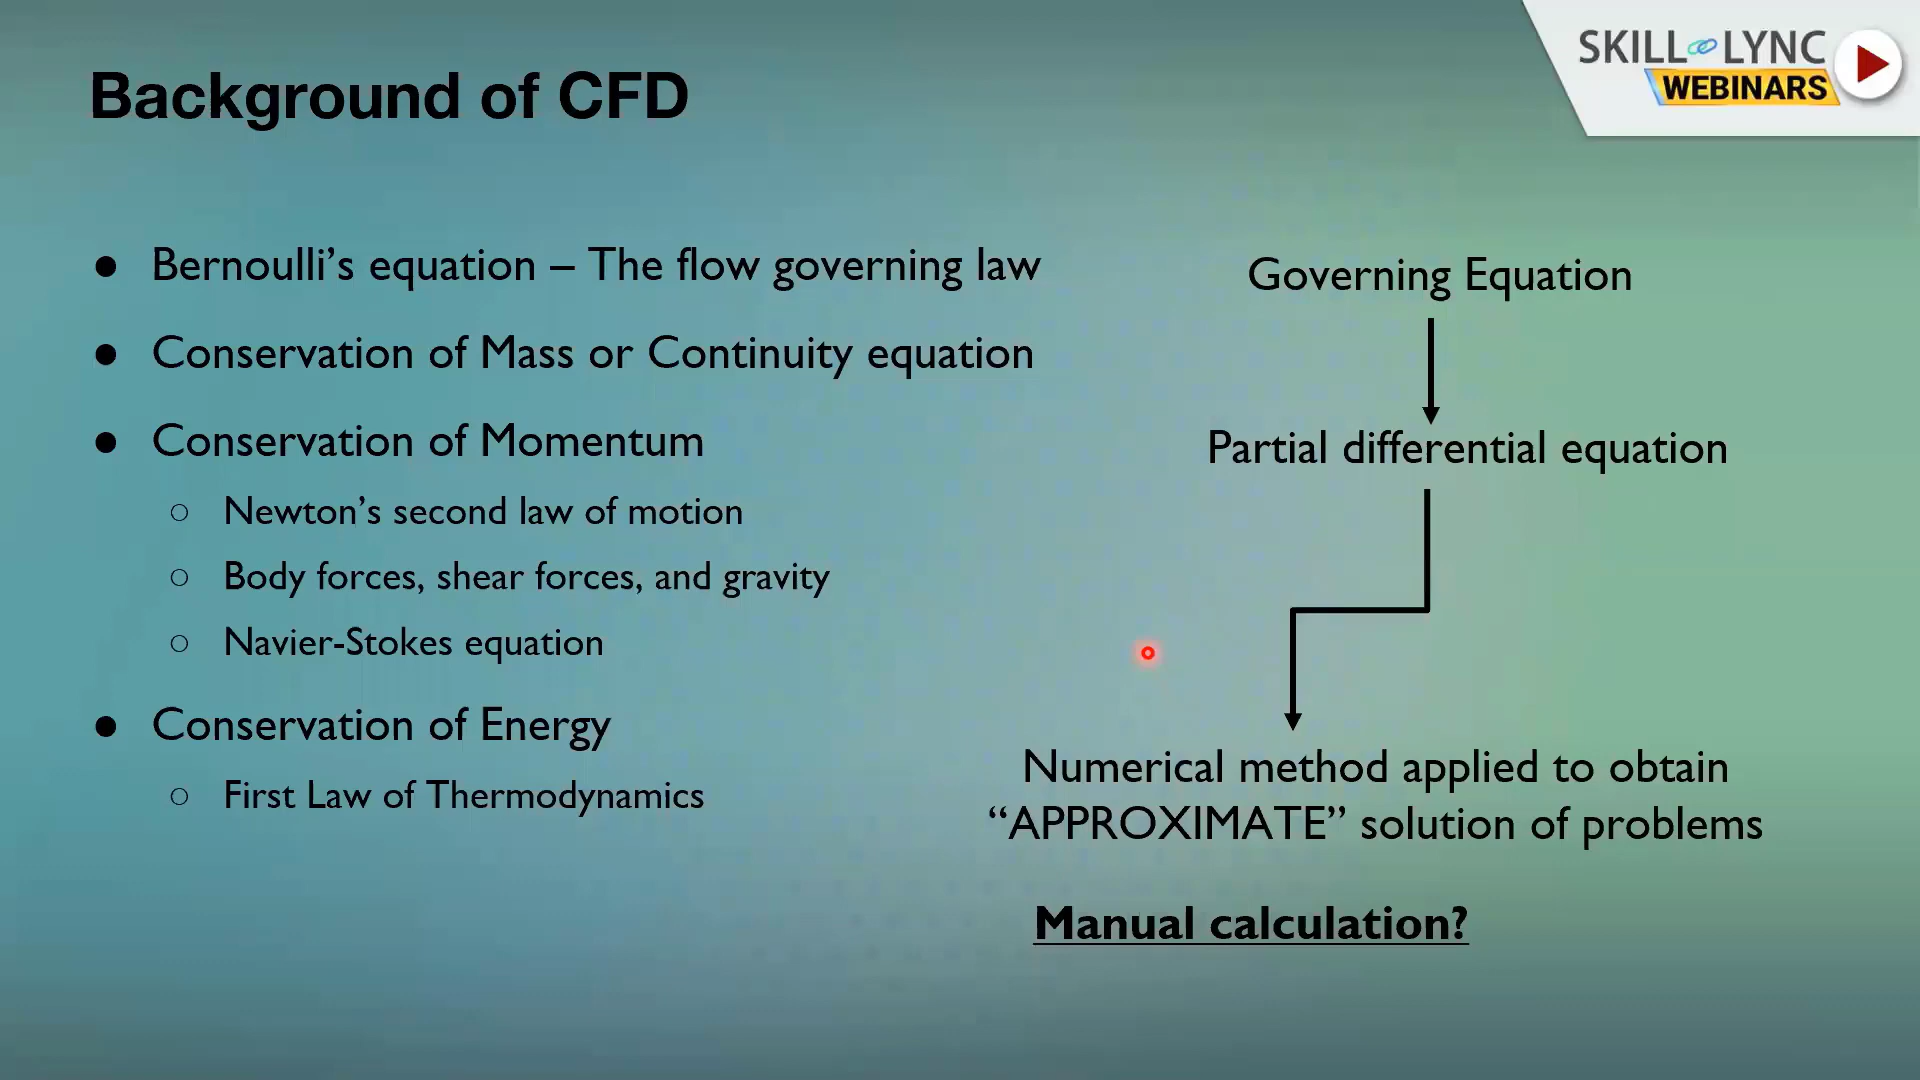 SKILL LYNC
WEBINARS
Background of CFD
● Bernoulli’s equation – The flow governing law
● Conservation of Mass or Continuity equation
● Conservation of Momentum
○ Newton’s second law of motion
○ Body forces, shear forces, and gravity
○ Navier-Stokes equation
● Conservation of Energy
○ First Law of Thermodynamics
Governing Equation
Partial differential equation
Numerical method applied to obtain
“APPROXIMATE” solution of problems
Manual calculation?